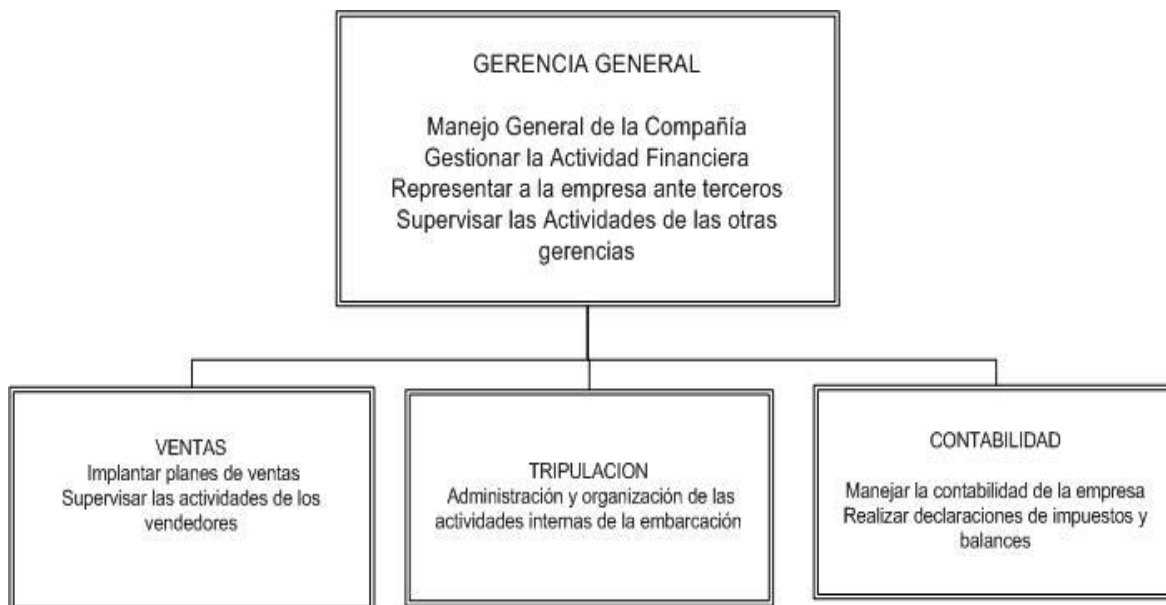 GERENCIA GENERAL
Manejo General de la Compañía
Gestionar la Actividad Financiera
Representar a la empresa ante terceros
Supervisar las Actividades de las otras
gerencias
VENTAS
Implantar planes de ventas
Supervisar las actividades de los
vendedores
TRIPULACION
Administración y organización de las
actividades internas de la embarcación
CONTABILIDAD
Manejar la contabilidad de la empresa
Realizar declaraciones de impuestos y
balances